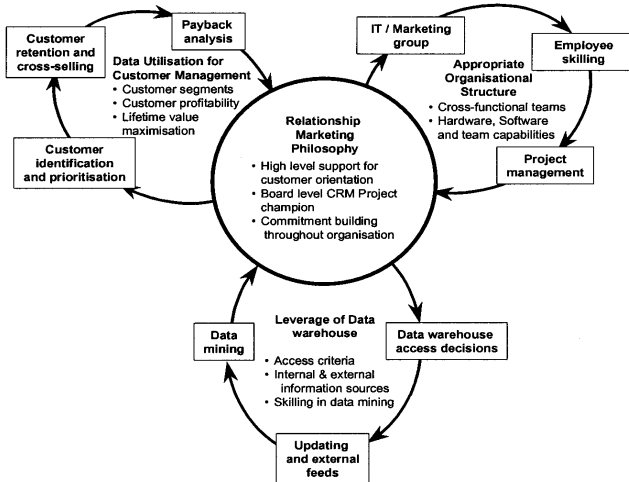 Customer
retention and
cross-selling
Payback
analysis
Data Utilisation for
Customer Management
• Customer segments
• Customer profitability
• Lifetime value
maximisation
Customer
identification
and prioritisation
IT / Marketing
group
Employee
skilling
Appropriate
Organisational
Structure
• Cross-functional teams
• Hardware, Software
and team capabilities
Project
management
Relationship
Marketing
Philosophy
• High level support for
customer orientation
• Board level CRM Project
champion
• Commitment building
throughout organisation
Data
mining
Leverage of Data
warehouse
• Access criteria
• Internal & external
information sources
• Skilling in data mining
Data warehouse
access decisions
Updating
and external
feeds